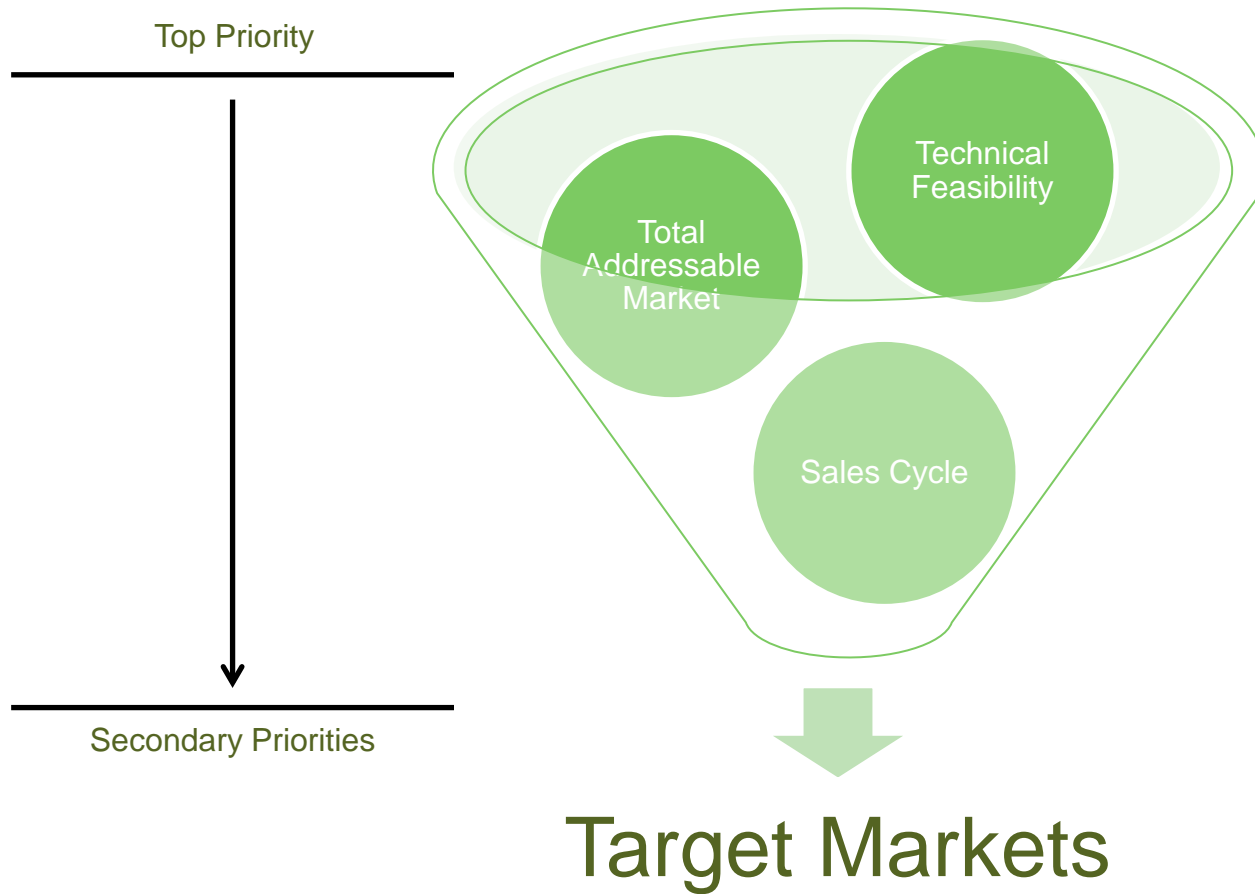 Top Priority
Technical
Feasibility
Total
Addressable
Market
Sales Cycle
Secondary Priorities
Target Markets